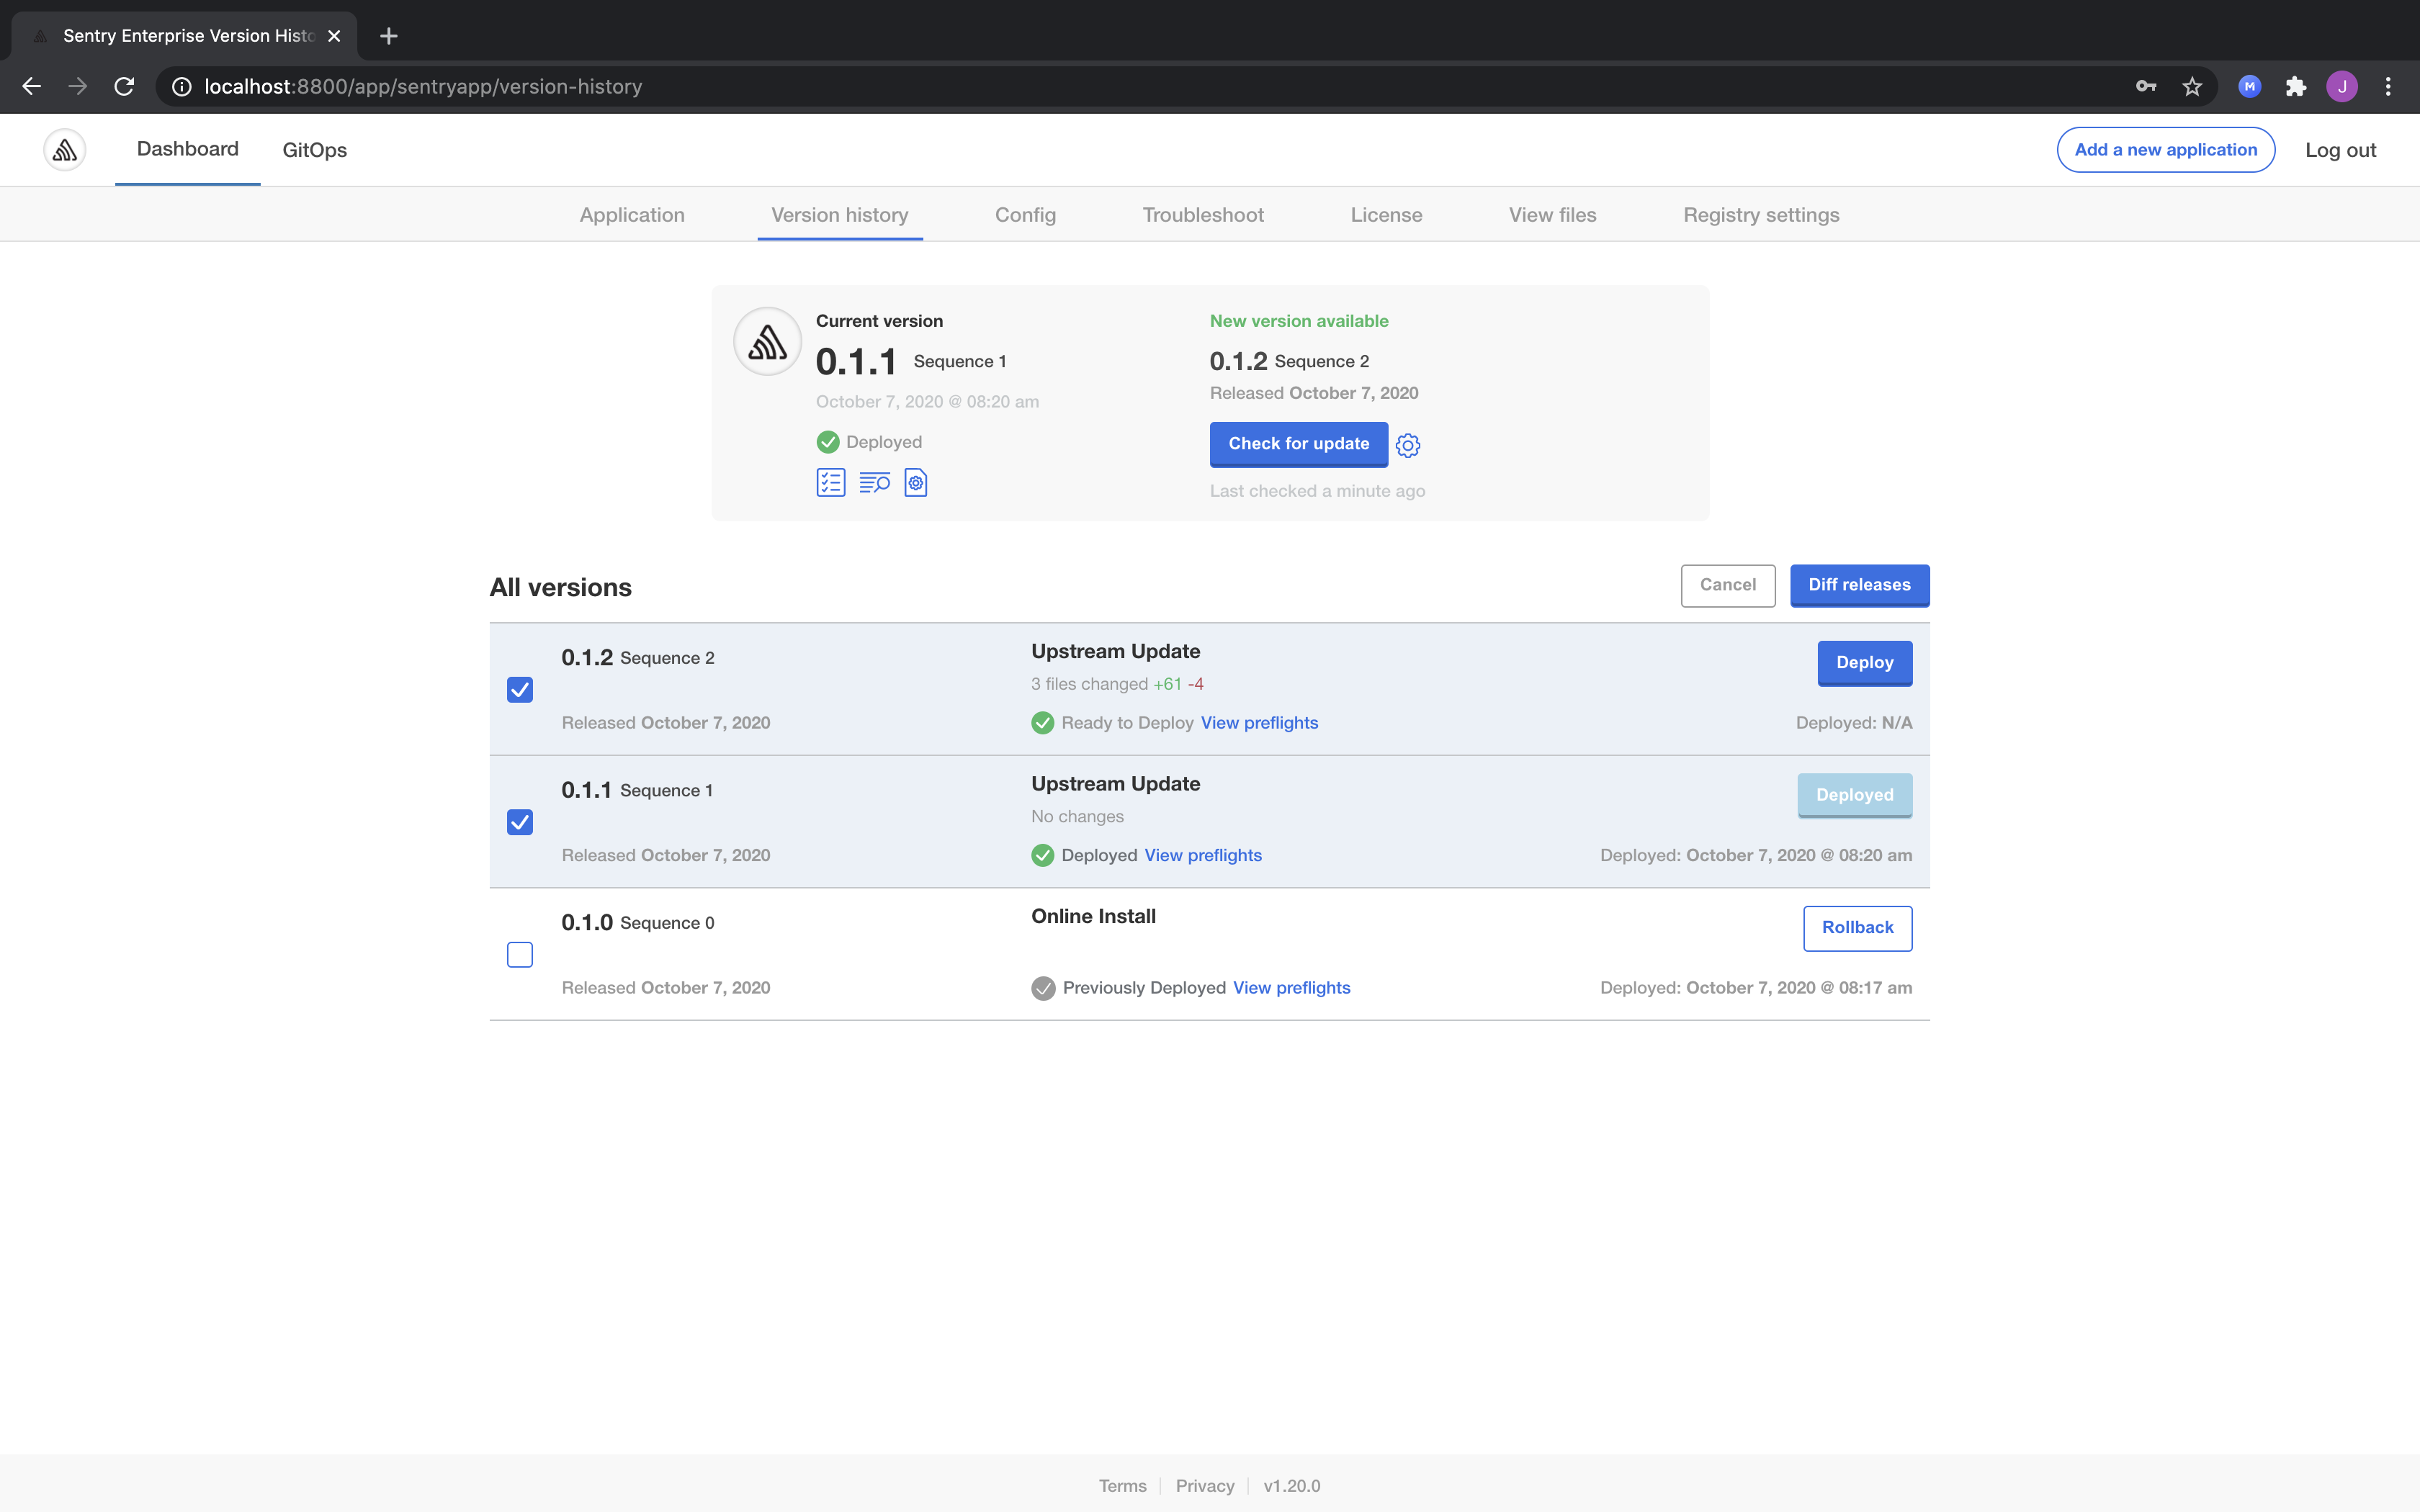 Sentry Enterprise Version Histo
localhost:8800/app/sentryapp/version-history
M
J
Dashboard
GitOps
Add a new application
Log out
Application
Version history
Config
Troubleshoot
License
View files
Registry settings
Current version
0.1.1 Sequence 1
October 7, 2020 @ 08:20 am
Deployed
New version available
0.1.2 Sequence 2
Released October 7, 2020
Check for update
Last checked a minute ago
All versions
Cancel
Diff releases
0.1.2 Sequence 2
Released October 7, 2020
Upstream Update
3 files changed +61 -4
Ready to Deploy View preflights
Deploy
Deployed: N/A
0.1.1 Sequence 1
Released October 7, 2020
Upstream Update
No changes
Deployed View preflights
Deployed
Deployed: October 7, 2020 @ 08:20 am
0.1.0 Sequence 0
Released October 7, 2020
Online Install
Previously Deployed View preflights
Rollback
Deployed: October 7, 2020 @ 08:17 am
Terms
Privacy
v1.20.0